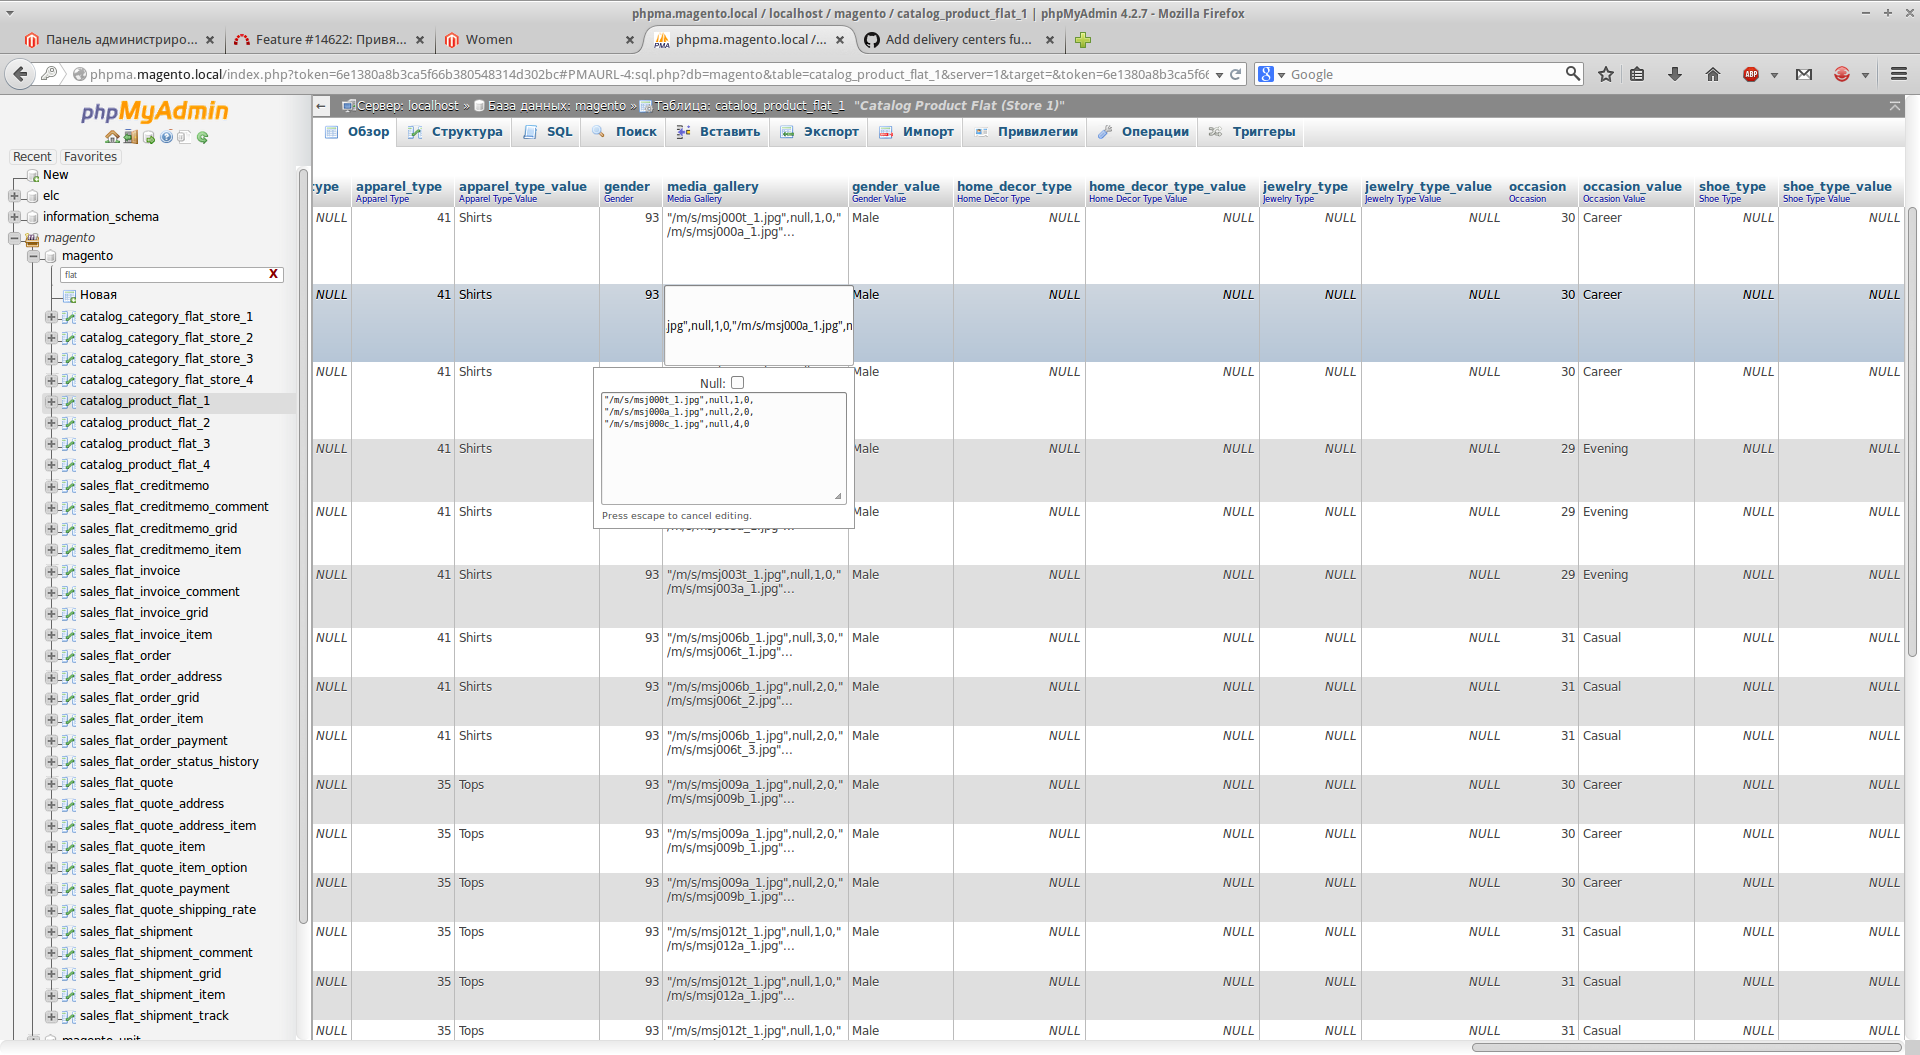 phpma.magento.local / localhost / magento / catalog_product_flat_1 | phpMyAdmin 4.2.7 - Mozilla Firefox
Панель администриро...
Feature #14622: Привя...
Women
phpma.magento.local /...
Add delivery centers fu...
phpma.magento.local/index.php?token=6e1380a8b3ca5f66b380548314d302bc#PMAURL-4:sql.php?db=magento&table=catalog_product_flat_1&server=1&target=&token=6e1380a8b3ca5f66
Google
ABP
phpMyAdmin
Recent Favorites
New
elc
information_schema
magento
magento
flat X
Новая
catalog_category_flat_store_1
catalog_category_flat_store_2
catalog_category_flat_store_3
catalog_category_flat_store_4
catalog_product_flat_1
catalog_product_flat_2
catalog_product_flat_3
catalog_product_flat_4
sales_flat_creditmemo
sales_flat_creditmemo_comment
sales_flat_creditmemo_grid
sales_flat_creditmemo_item
sales_flat_invoice
sales_flat_invoice_comment
sales_flat_invoice_grid
sales_flat_invoice_item
sales_flat_order
sales_flat_order_address
sales_flat_order_grid
sales_flat_order_item
sales_flat_order_payment
sales_flat_order_status_history
sales_flat_quote
sales_flat_quote_address
sales_flat_quote_address_item
sales_flat_quote_item
sales_flat_quote_item_option
sales_flat_quote_payment
sales_flat_quote_shipping_rate
sales_flat_shipment
sales_flat_shipment_comment
sales_flat_shipment_grid
sales_flat_shipment_item
sales_flat_shipment_track
Сервер: localhost » База данных: magento » Таблица: catalog_product_flat_1 "Catalog Product Flat (Store 1)"
Обзор Структура SQL Поиск Вставить Экспорт Импорт Привилегии Операции Триггеры
type apparel_type apparel_type_value gender media_gallery gender_value home_decor_type home_decor_type_value jewelry_type jewelry_type_value occasion occasion_value shoe_type shoe_type_value
Apparel Type Apparel Type Value Gender Media Gallery Gender Value Home Decor Type Home Decor Type Value Jewelry Type Jewelry Type Value Occasion Occasion Value Shoe Type Shoe Type Value
NULL 41 Shirts 93 "/m/s/msj000t_1.jpg",null,1,0," Male NULL NULL NULL NULL 30 Career NULL NULL
/m/s/msj000a_1.jpg"...
NULL 41 Shirts 93 Male NULL NULL NULL NULL 30 Career NULL NULL
.jpg",null,1,0,"/m/s/msj000a_1.jpg",n
NULL 41 Shirts Male NULL NULL NULL NULL 30 Career NULL NULL
Null:
"/m/s/msj000t_1.jpg",null,1,0,
"/m/s/msj000a_1.jpg",null,2,0,
"/m/s/msj000c_1.jpg",null,4,0
NULL 41 Shirts Male NULL NULL NULL NULL 29 Evening NULL NULL
NULL 41 Shirts Male NULL NULL NULL NULL 29 Evening NULL NULL
Press escape to cancel editing.
NULL 41 Shirts 93 "/m/s/msj003t_1.jpg",null,1,0," Male NULL NULL NULL NULL 29 Evening NULL NULL
/m/s/msj003a_1.jpg"...
NULL 41 Shirts 93 "/m/s/msj006b_1.jpg",null,3,0," Male NULL NULL NULL NULL 31 Casual NULL NULL
/m/s/msj006t_1.jpg"...
NULL 41 Shirts 93 "/m/s/msj006b_1.jpg",null,2,0," Male NULL NULL NULL NULL 31 Casual NULL NULL
/m/s/msj006t_2.jpg"...
NULL 41 Shirts 93 "/m/s/msj006b_1.jpg",null,2,0," Male NULL NULL NULL NULL 31 Casual NULL NULL
/m/s/msj006t_3.jpg"...
NULL 35 Tops 93 "/m/s/msj009a_1.jpg",null,2,0," Male NULL NULL NULL NULL 30 Career NULL NULL
/m/s/msj009b_1.jpg"...
NULL 35 Tops 93 "/m/s/msj009a_1.jpg",null,2,0," Male NULL NULL NULL NULL 30 Career NULL NULL
/m/s/msj009b_1.jpg"...
NULL 35 Tops 93 "/m/s/msj009a_1.jpg",null,2,0," Male NULL NULL NULL NULL 30 Career NULL NULL
/m/s/msj009b_1.jpg"...
NULL 35 Tops 93 "/m/s/msj012t_1.jpg",null,1,0," Male NULL NULL NULL NULL 31 Casual NULL NULL
/m/s/msj012a_1.jpg"...
NULL 35 Tops 93 "/m/s/msj012t_1.jpg",null,1,0," Male NULL NULL NULL NULL 31 Casual NULL NULL
/m/s/msj012a_1.jpg"...
NULL 35 Tops 93 "/m/s/msj012t_1.jpg",null,1,0," Male NULL NULL NULL NULL 31 Casual NULL NULL